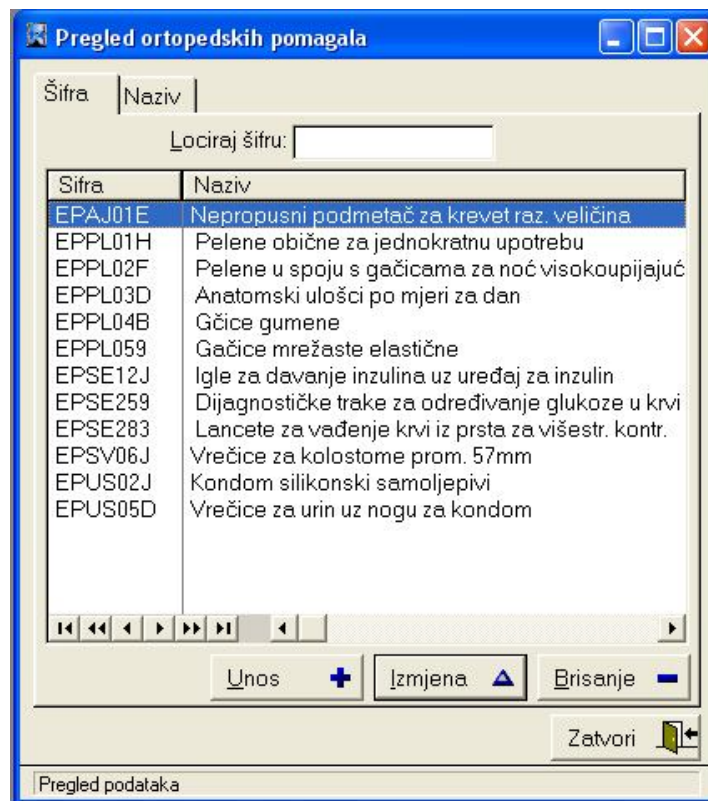 Pregled ortopedskih pomagala
Šifra Naziv
Lociraj šifru:
Sifra Naziv
EPAJ01E Nepropusni podmetač za krevet raz. veličina
EPPL01H Pelene obične za jednokratnu upotrebu
EPPL02F Pelene u spoju s gačicama za noć visokoupijajuć
EPPL03D Anatomski ulošci po mjeri za dan
EPPL04B Gčice gumene
EPPL059 Gačice mrežaste elastične
EPSE12J Igle za davanje inzulina uz uređaj za inzulin
EPSE259 Dijagnostičke trake za određivanje glukoze u krvi
EPSE283 Lancete za vađenje krvi iz prsta za višestr. kontr.
EPSV06J Vrečice za kolostome prom. 57mm
EPUS02J Kondom silikonski samoljepivi
EPUS05D Vrečice za urin uz nogu za kondom
Unos Izmjena Brisanje
Zatvori
Pregled podataka